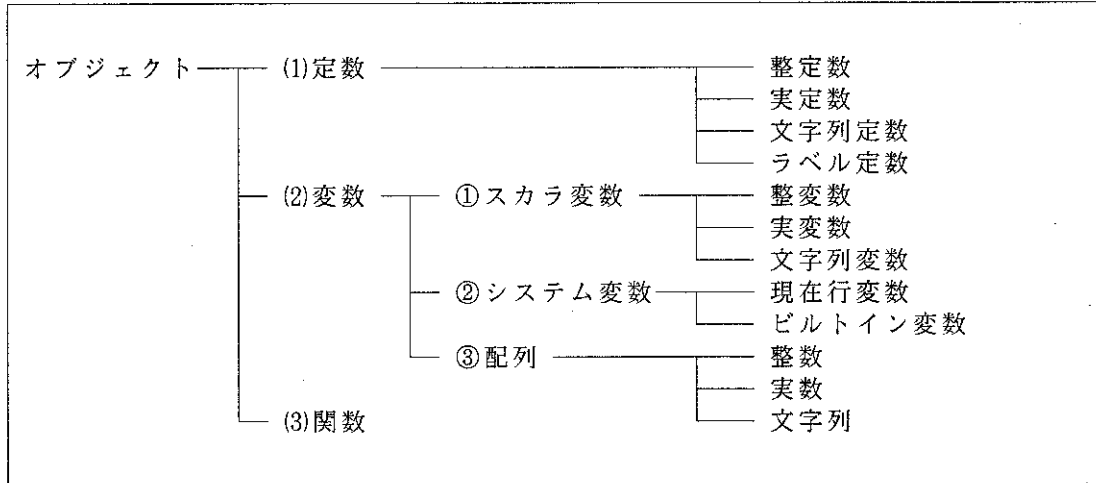 オブジェクト (1)定数 整定数
実定数
文字列定数
ラベル定数
(2)変数 ①スカラ変数 整変数
実変数
文字列変数
②システム変数 現在行変数
ビルトイン変数
③配列 整数
実数
(3)関数 文字列